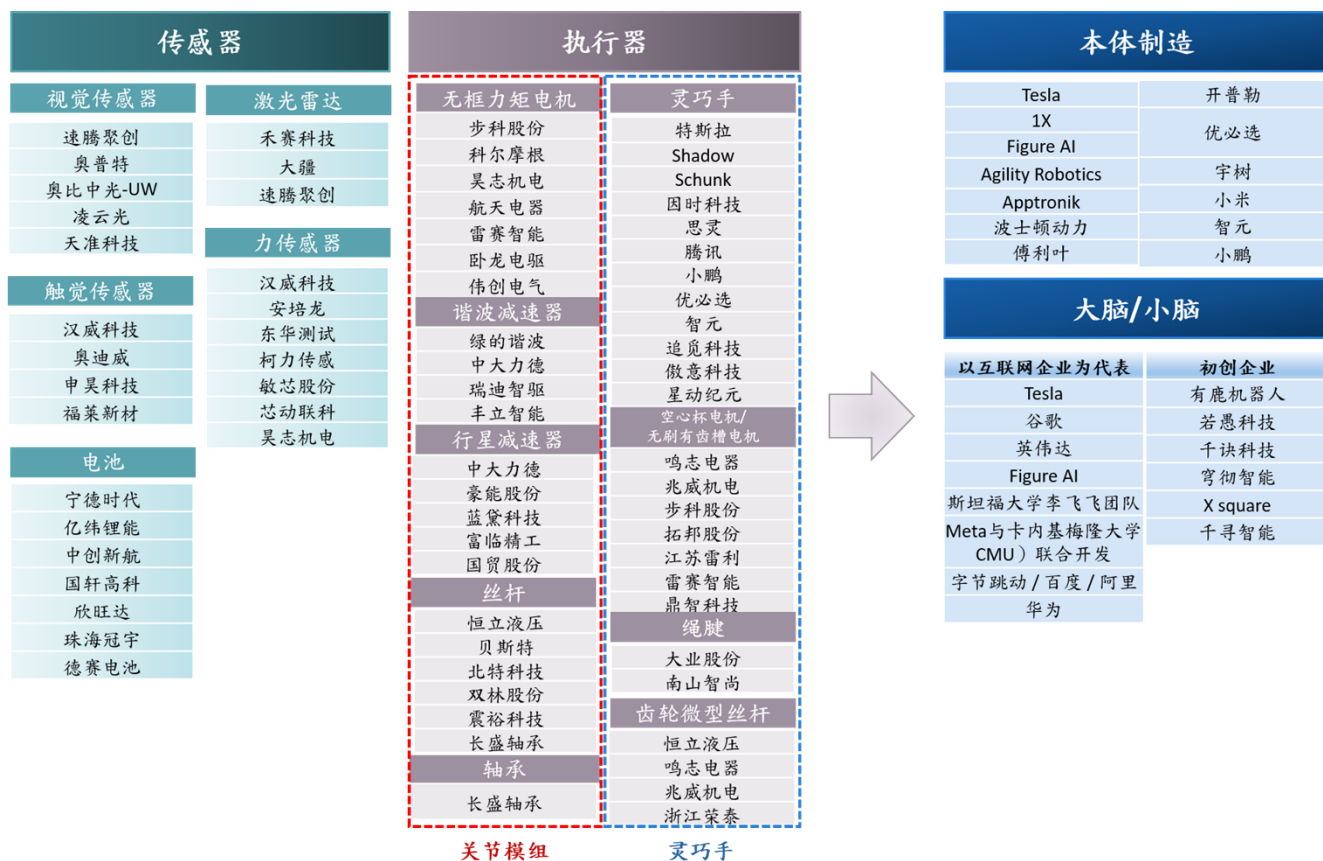 传感器
视觉传感器
速腾聚创
奥普特
奥比中光-UW
凌云光
天准科技
触觉传感器
汉威科技
奥迪威
申昊科技
福莱新材
电池
宁德时代
亿纬锂能
中创新航
国轩高科
欣旺达
珠海冠宇
德赛电池
激光雷达
禾赛科技
大疆
速腾聚创
力传感器
汉威科技
安培龙
东华测试
柯力传感
敏芯股份
芯动联科
昊志机电
执行器
无框力矩电机
步科股份
科尔摩根
昊志机电
航天电器
雷赛智能
卧龙电驱
伟创电气
谐波减速器
绿的谐波
中大力德
瑞迪智驱
丰立智能
行星减速器
中大力德
豪能股份
蓝黛科技
富临精工
国贸股份
丝杆
恒立液压
贝斯特
北特科技
双林股份
震裕科技
长盛轴承
轴承
长盛轴承
关节模组
灵巧手
特斯拉
Shadow
Schunk
因时科技
思灵
腾讯
小鹏
优必选
智元
追觅科技
傲意科技
星动纪元
空心杯电机/
无刷有齿槽电机
鸣志电器
兆威机电
步科股份
拓邦股份
江苏雷利
雷赛智能
鼎智科技
绳腱
大业股份
南山智尚
齿轮微型丝杆
恒立液压
鸣志电器
兆威机电
浙江荣泰
灵巧手
本体制造
Tesla
1X
Figure AI
Agility Robotics
Apptronik
波士顿动力
傅利叶
开普勒
优必选
宇树
小米
智元
小鹏
大脑/小脑
以互联网企业为代表
Tesla
谷歌
英伟达
Figure AI
斯坦福大学李飞飞团队
Meta与卡内基梅隆大学
CMU）联合开发
字节跳动 / 百度 / 阿里
华为
初创企业
有鹿机器人
若愚科技
千诀科技
穹彻智能
X square
千寻智能